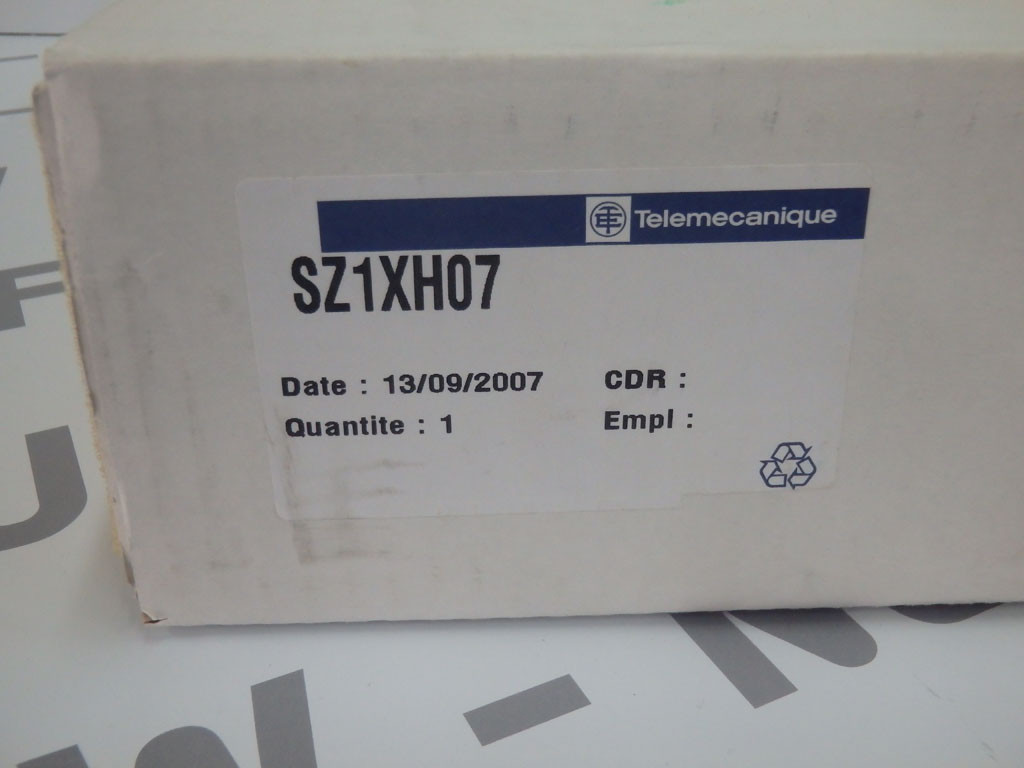 Telemecanique
SZ1XH07
Date : 13/09/2007
CDR :
Quantite : 1
Empl :